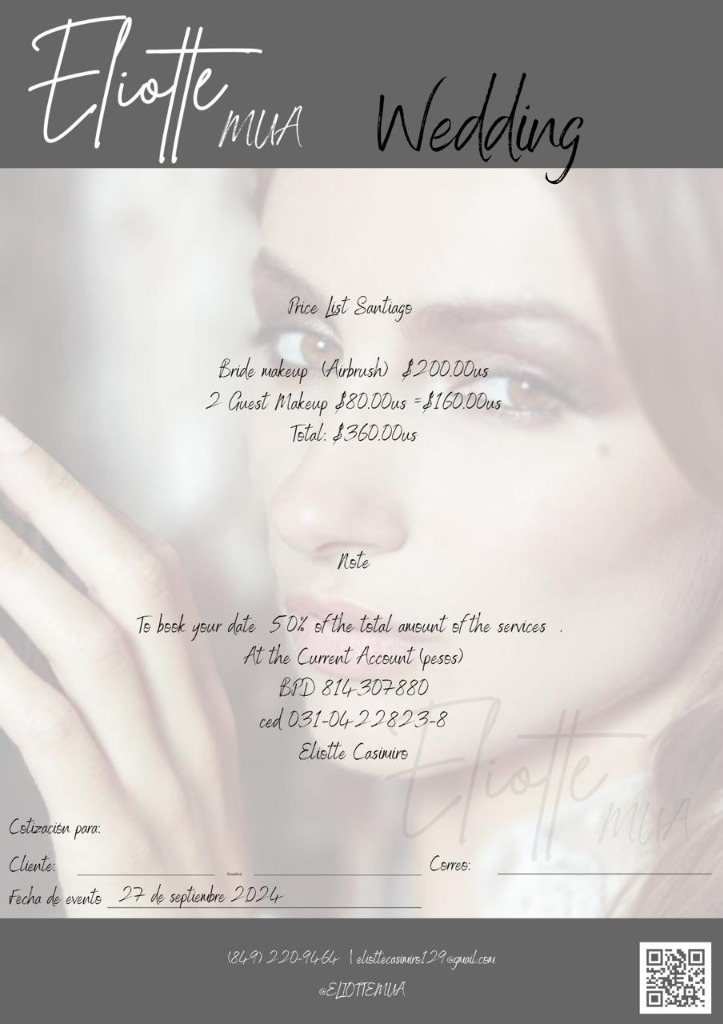 Eliotte MUA
Wedding
Price List Santiago
Bride makeup (Airbrush) $200.00us
2 Guest Makeup $80.00us =$160.00us
Total: $360.00us
Note
To book your date 50% of the total amount of the services .
At the Current Account (pesos)
BPD 814307880
ced 031-0422823-8
Eliotte Casimiro
Eliotte MUA
Cotización para:
Cliente:
Correo:
Fecha de evento 27 de septiembre 2024
(849) 220-9464 | eliottecasimiro129@gmail.com
@ELIOTTEMUA